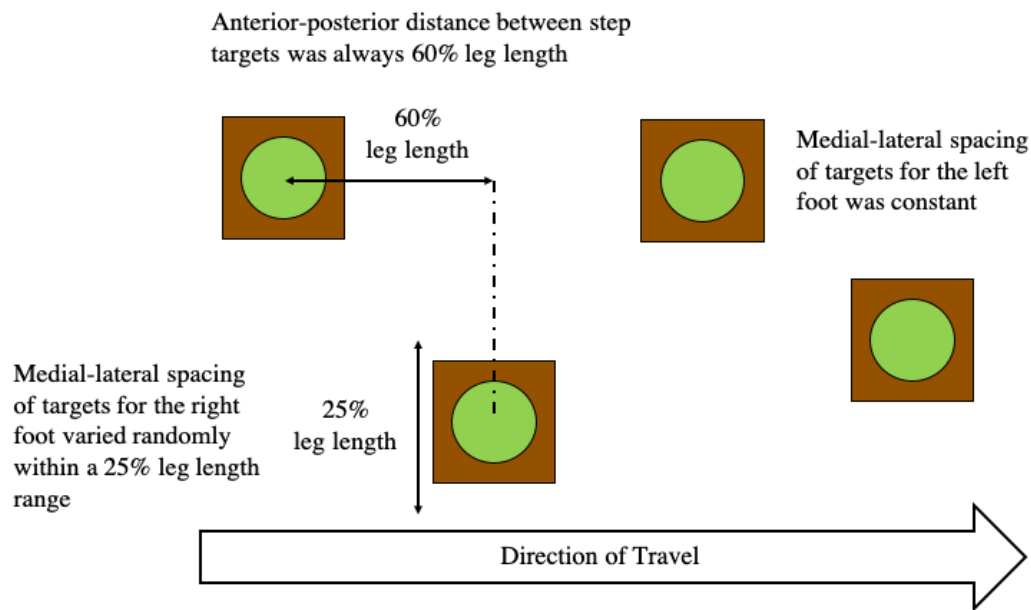 Anterior-posterior distance between step
targets was always 60% leg length
60%
leg length
Medial-lateral spacing
of targets for the left
foot was constant
Medial-lateral spacing
of targets for the right
foot varied randomly
within a 25% leg length
range
25%
leg length
Direction of Travel